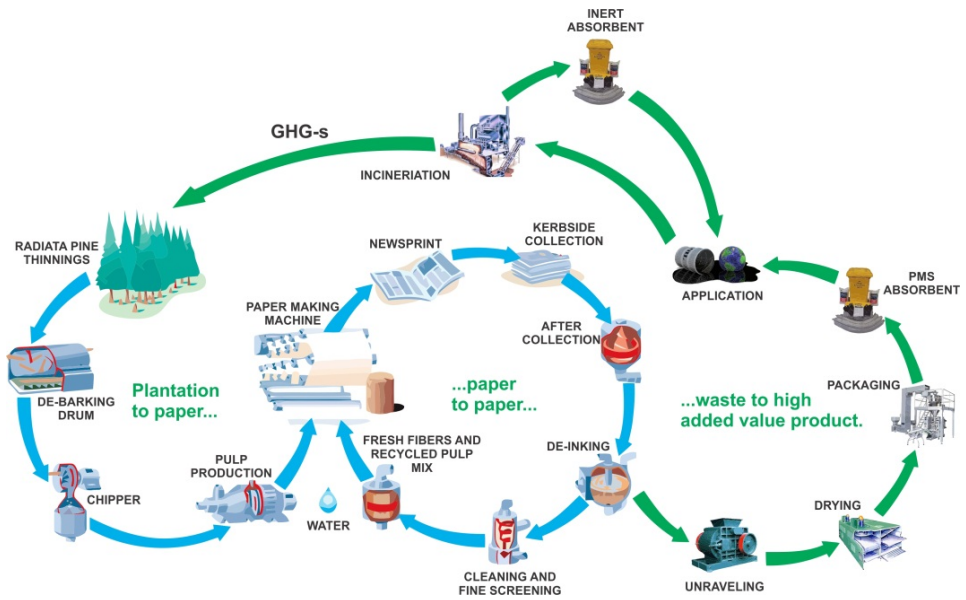 INERT
ABSORBENT
GHG-s
INCINERIATION
RADIATA PINE
THINNINGS
NEWSPRINT
KERBSIDE
COLLECTION
APPLICATION
PMS
ABSORBENT
PAPER MAKING
MACHINE
AFTER
COLLECTION
DE-BARKING
DRUM
Plantation
to paper...
...paper
to paper...
PACKAGING
...waste to high
added value product.
PULP
PRODUCTION
FRESH FIBERS AND
RECYCLED PULP
MIX
DE-INKING
CHIPPER
WATER
DRYING
CLEANING AND
FINE SCREENING
UNRAVELING